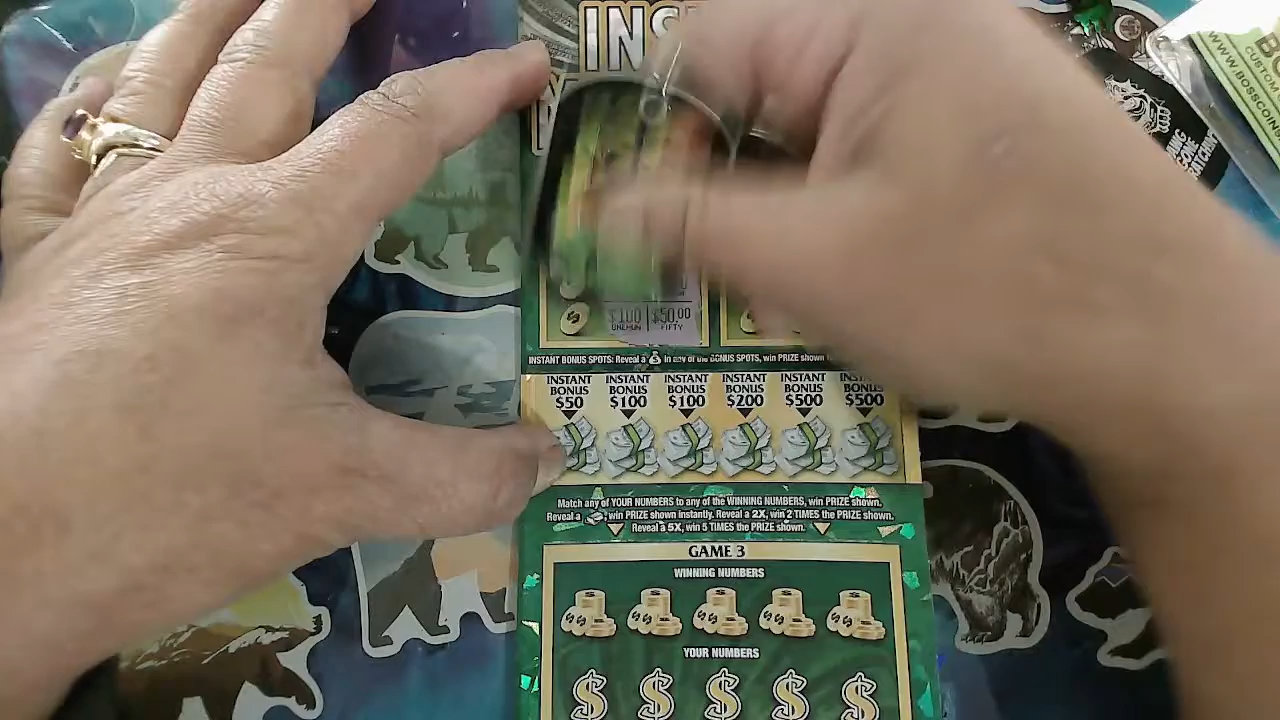 INS
$100 $50.00
ONEHUN FIFTY
INSTANT BONUS SPOTS: Reveal a in any of the BONUS SPOTS, win PRIZE shown
INSTANT BONUS $50
INSTANT BONUS $100
INSTANT BONUS $100
INSTANT BONUS $200
INSTANT BONUS $500
INSTANT BONUS $500
Match any of YOUR NUMBERS to any of the WINNING NUMBERS, win PRIZE shown.
Reveal a win PRIZE shown instantly. Reveal a 2X, win 2 TIMES the PRIZE shown.
Reveal a 5X, win 5 TIMES the PRIZE shown.
GAME 3
WINNING NUMBERS
YOUR NUMBERS
WWW.BOSSCOIN
CUSTOM